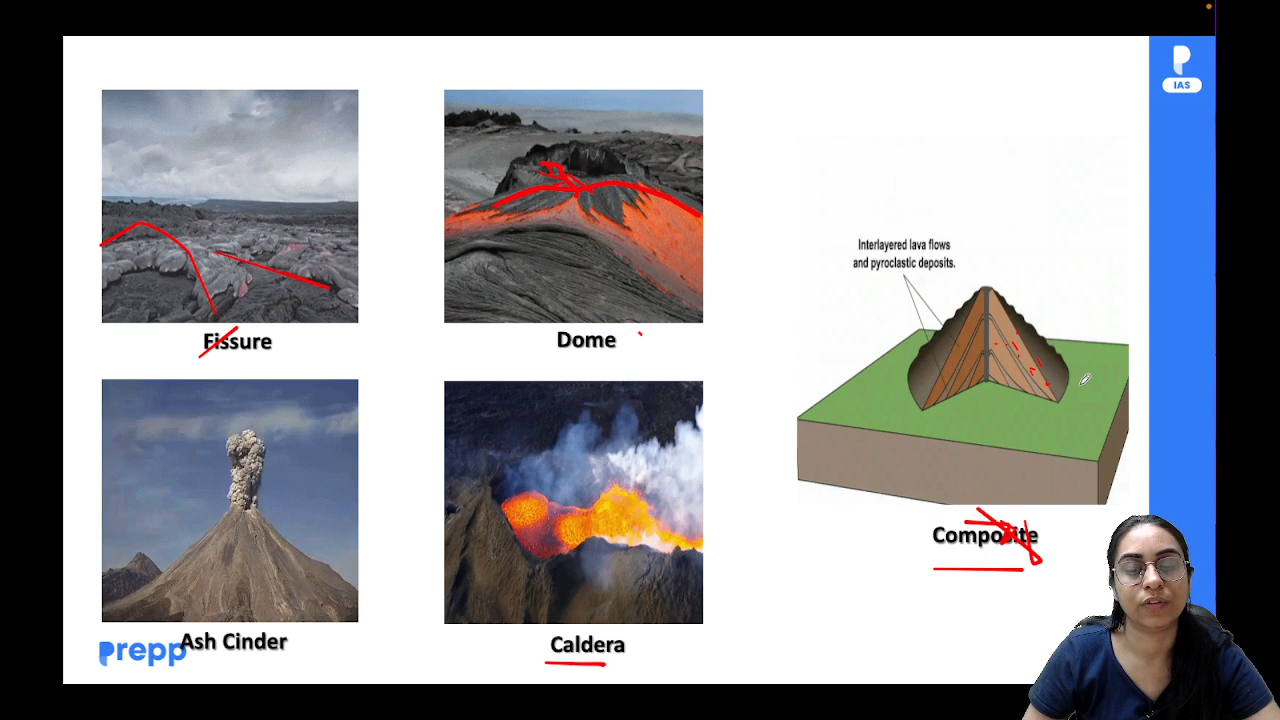 IAS
Interlayered lava flows
and pyroclastic deposits.
Fissure
Dome
Composite
Ash Cinder
Caldera
prepp